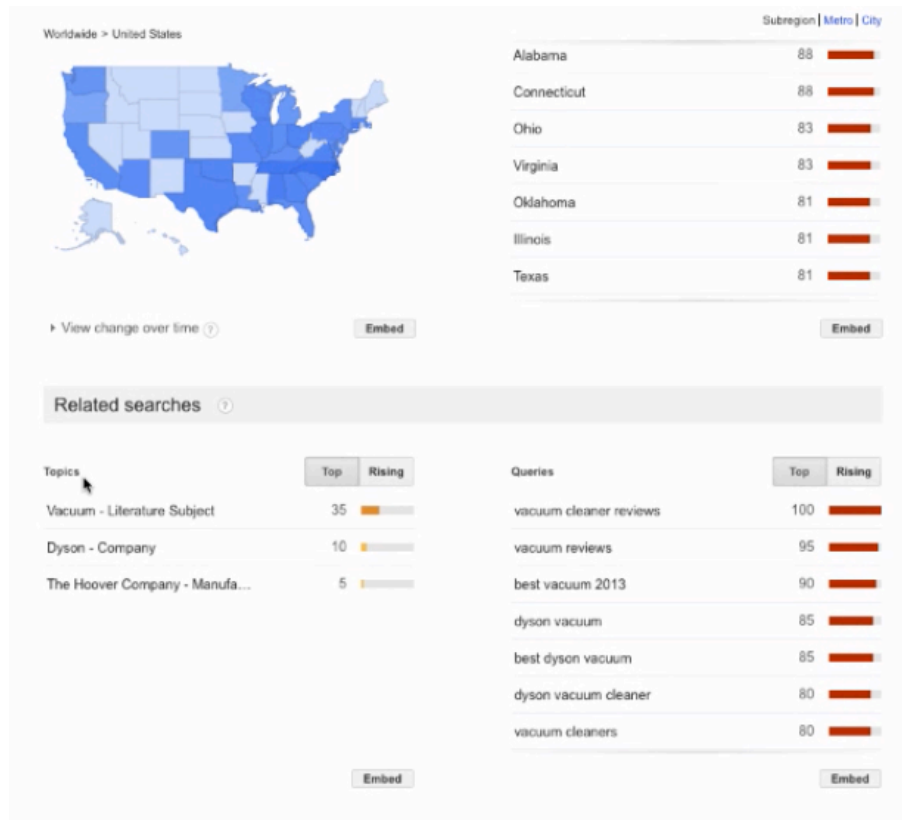 Subregion | Metro | City
Worldwide > United States
Alabama 88
Connecticut 88
Ohio 83
Virginia 83
Oklahoma 81
Illinois 81
Texas 81
View change over time ?
Embed
Embed
Related searches ?
Topics Top Rising
Vacuum - Literature Subject 35
Dyson - Company 10
The Hoover Company - Manufa...  5
Queries Top Rising
vacuum cleaner reviews 100
vacuum reviews 95
best vacuum 2013 90
dyson vacuum 85
best dyson vacuum 85
dyson vacuum cleaner 80
vacuum cleaners 80
Embed
Embed